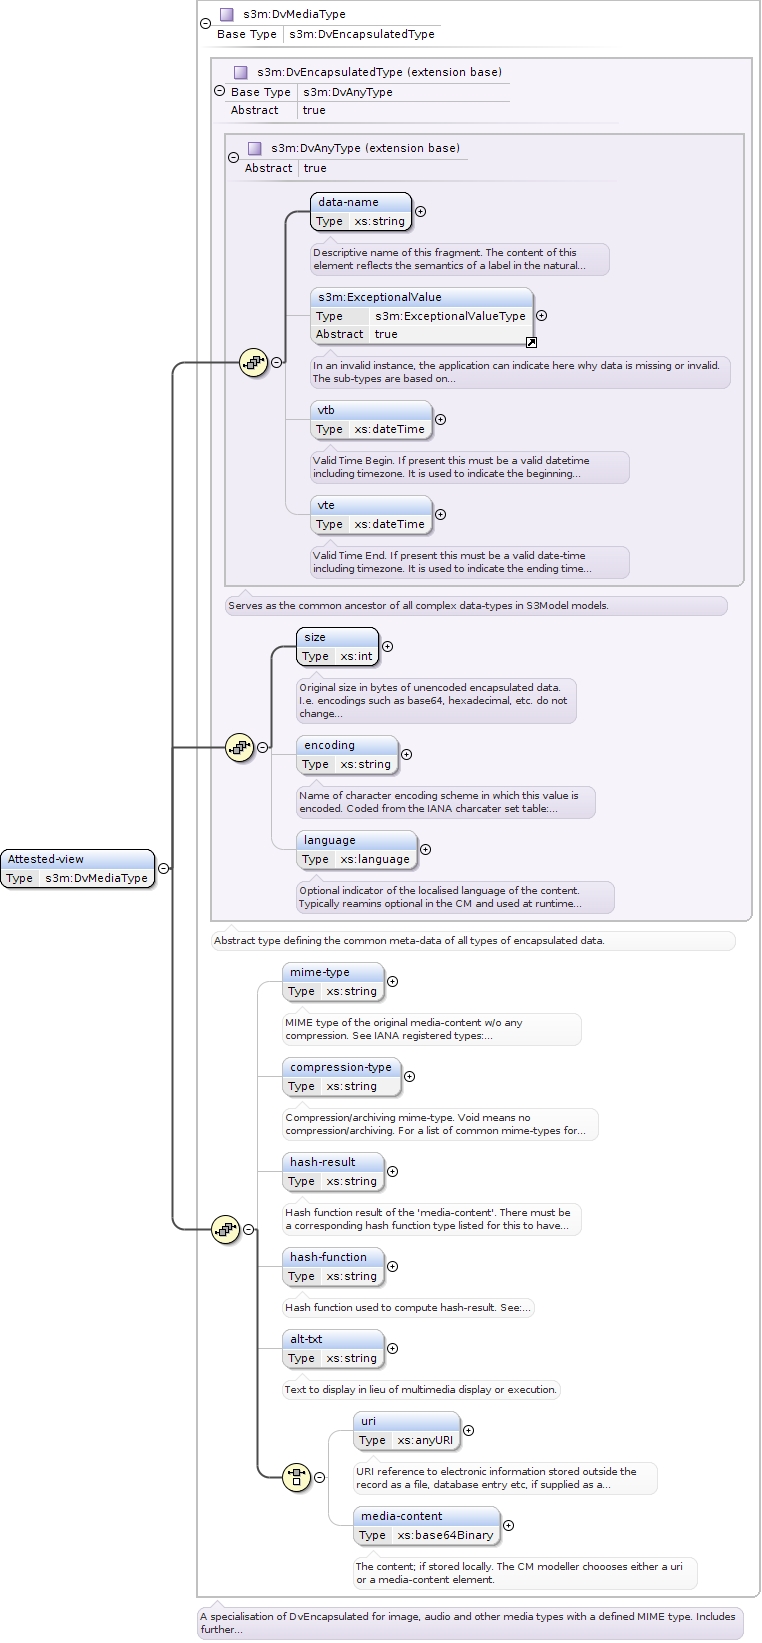 s3m:DvMediaType
Base Type s3m:DvEncapsulatedType
s3m:DvEncapsulatedType (extension base)
Base Type s3m:DvAnyType
Abstract true
s3m:DvAnyType (extension base)
Abstract true
data-name
Type xs:string
Descriptive name of this fragment. The content of this
element reflects the semantics of a label in the natural...
s3m:ExceptionalValue
Type s3m:ExceptionalValueType
Abstract true
In an invalid instance, the application can indicate here why data is missing or invalid.
The sub-types are based on...
vtb
Type xs:dateTime
Valid Time Begin. If present this must be a valid datetime
including timezone. It is used to indicate the beginning...
vte
Type xs:dateTime
Valid Time End. If present this must be a valid date-time
including timezone. It is used to indicate the ending time...
Serves as the common ancestor of all complex data-types in S3Model models.
size
Type xs:int
Original size in bytes of unencoded encapsulated data.
I.e. encodings such as base64, hexadecimal, etc. do not
change...
encoding
Type xs:string
Name of character encoding scheme in which this value is
encoded. Coded from the IANA charcater set table:...
language
Type xs:language
Optional indicator of the localised language of the content.
Typically reamins optional in the CM and used at runtime...
Attested-view
Type s3m:DvMediaType
Abstract type defining the common meta-data of all types of encapsulated data.
mime-type
Type xs:string
MIME type of the original media-content w/o any
compression. See IANA registered types:...
compression-type
Type xs:string
Compression/archiving mime-type. Void means no
compression/archiving. For a list of common mime-types for...
hash-result
Type xs:string
Hash function result of the 'media-content'. There must be
a corresponding hash function type listed for this to have...
hash-function
Type xs:string
Hash function used to compute hash-result. See:...
alt-txt
Type xs:string
Text to display in lieu of multimedia display or execution.
uri
Type xs:anyURI
URI reference to electronic information stored outside the
record as a file, database entry etc, if supplied as a...
media-content
Type xs:base64Binary
The content; if stored locally. The CM modeller choooses either a uri
or a media-content element.
A specialisation of DvEncapsulated for image, audio and other media types with a defined MIME type. Includes
further...